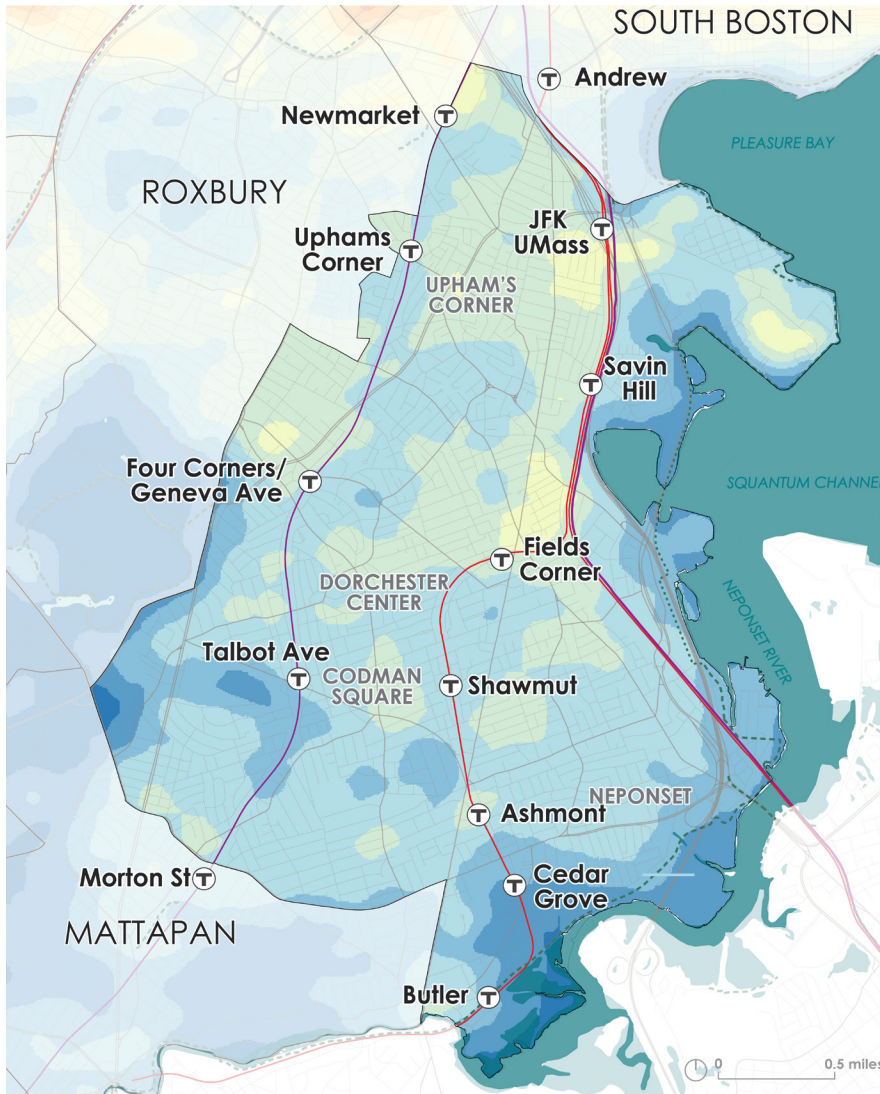 SOUTH BOSTON
T Andrew
Newmarket T
PLEASURE BAY
ROXBURY
JFK
UMass T
Uphams
Corner T
UPHAM'S
CORNER
Savin
Hill
T
Four Corners/
Geneva Ave T
SQUANTUM CHANNE
T Fields
Corner
DORCHESTER
CENTER
NEPONSET RIVER
Talbot Ave
T
CODMAN
SQUARE
T Shawmut
NEPONSET
T Ashmont
Morton St T
T Cedar
Grove
MATTAPAN
Butler T
0 0.5 miles